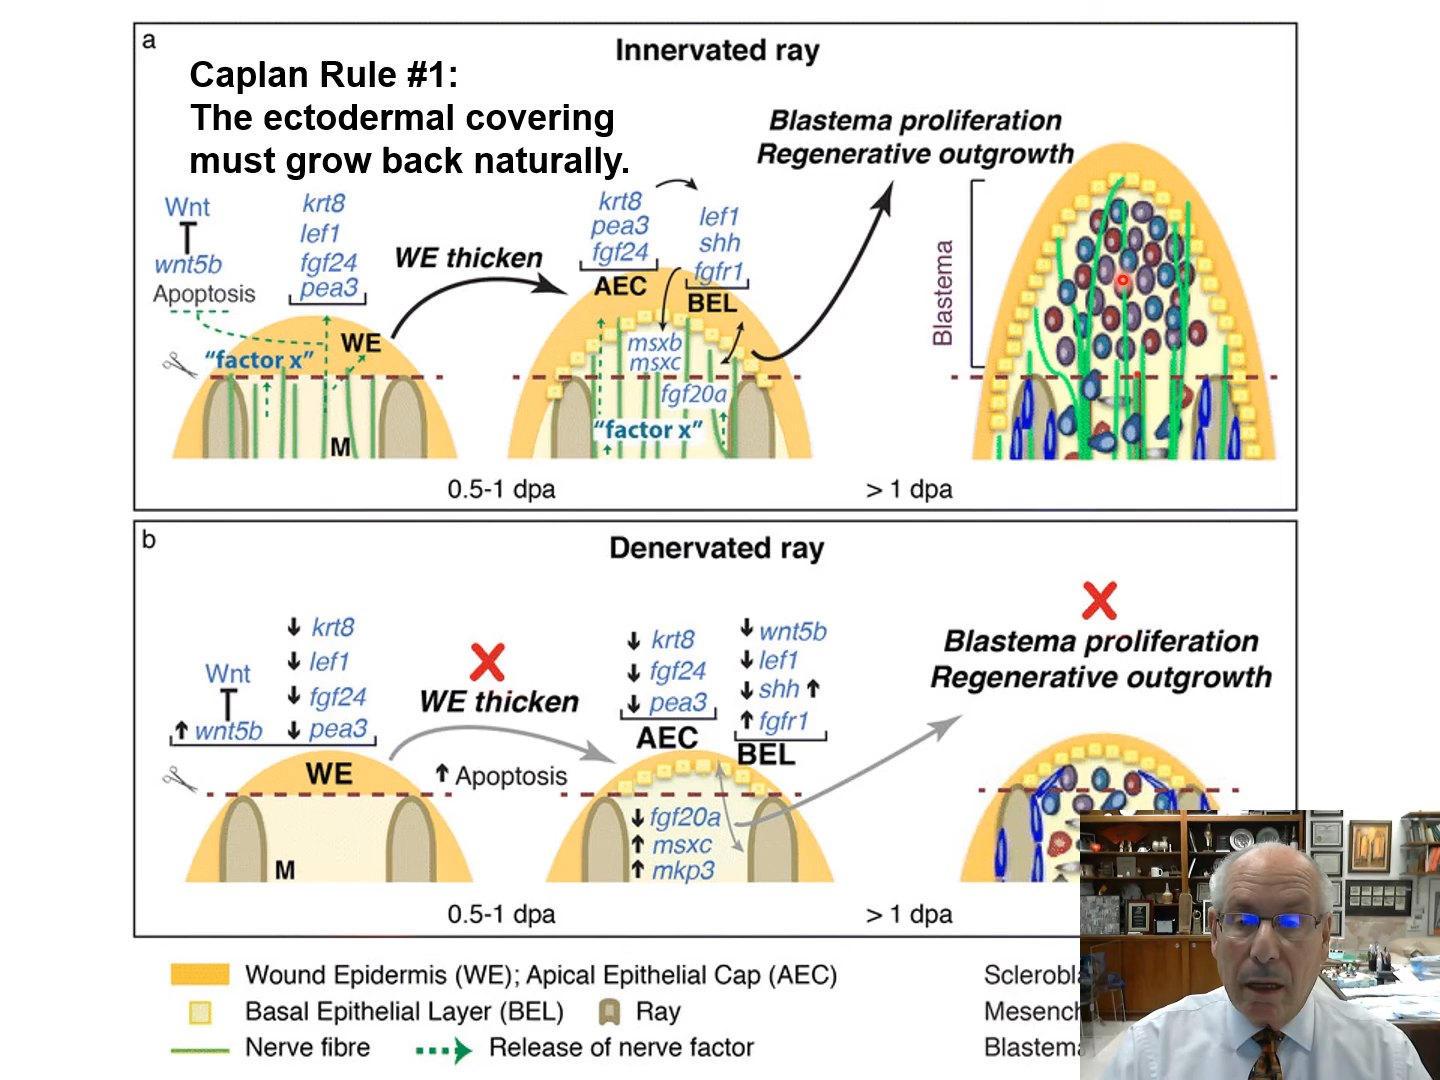 a
Innervated ray
Caplan Rule #1:
The ectodermal covering
must grow back naturally.
Blastema proliferation
Regenerative outgrowth
Wnt
wnt5b
Apoptosis
krt8
lef1
fgf24
pea3
WE thicken
krt8
pea3
fgf24
AEC
lef1
shh
fgfr1
BEL
Blastema
"factor x"
WE
M
msxb
msxc
fgf20a
"factor x"
0.5-1 dpa
> 1 dpa
b
Denervated ray
krt8
lef1
fgf24
pea3
Wnt
wnt5b
WE
M
WE thicken
Apoptosis
krt8
fgf24
pea3
AEC
wnt5b
lef1
shh
fgfr1
BEL
fgf20a
msxc
mkp3
Blastema proliferation
Regenerative outgrowth
0.5-1 dpa
> 1 dpa
Wound Epidermis (WE); Apical Epithelial Cap (AEC)
Basal Epithelial Layer (BEL)
Ray
Nerve fibre
Release of nerve factor
Sclerobla
Mesench
Blastema